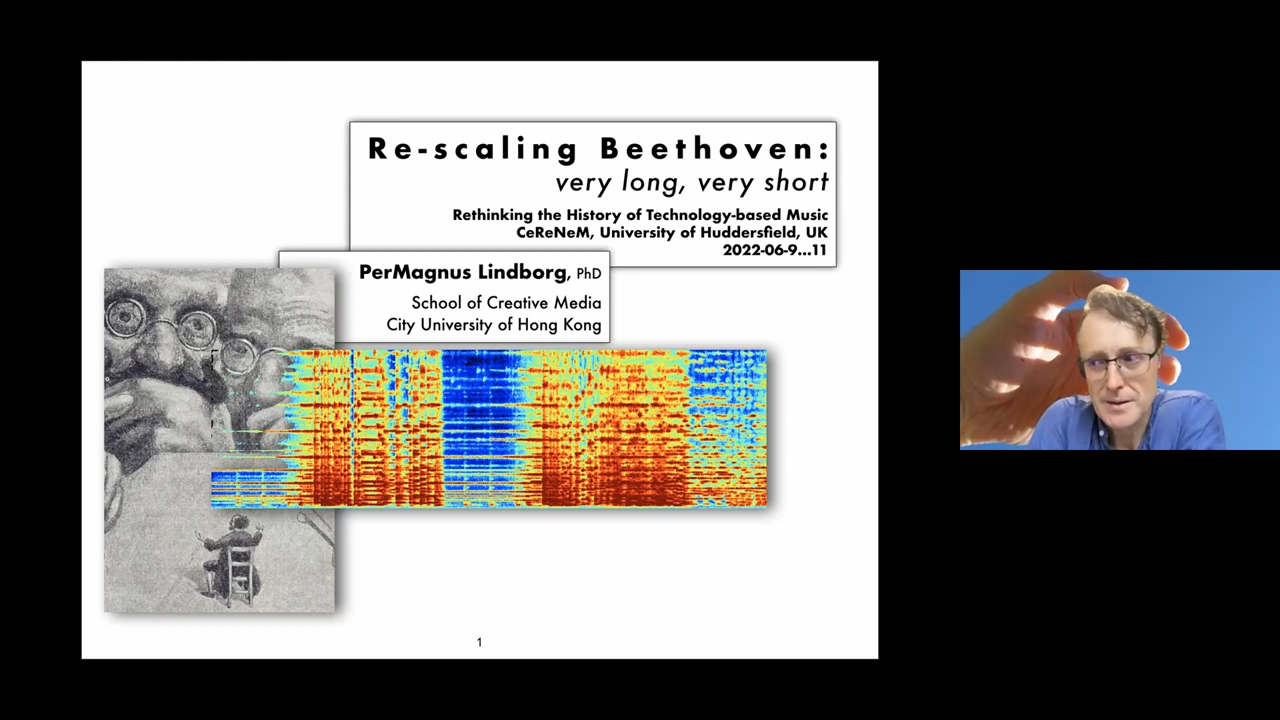 Re-scaling Beethoven:
very long, very short
Rethinking the History of Technology-based Music
CeReNeM, University of Huddersfield, UK
2022-06-9...11
PerMagnus Lindborg, PhD
School of Creative Media
City University of Hong Kong
1